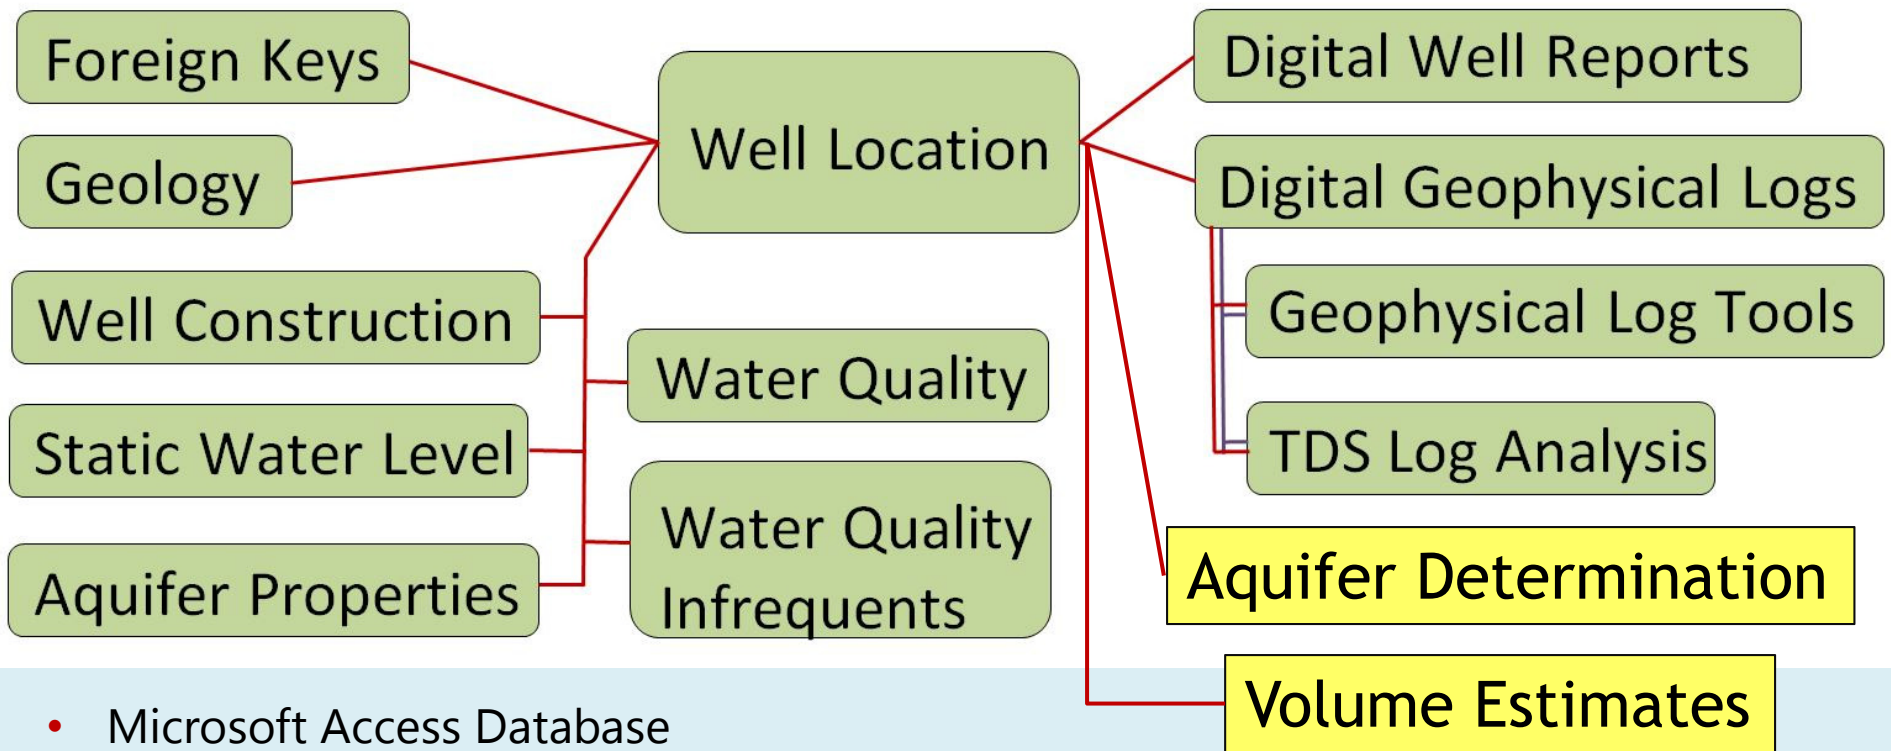 Foreign Keys
Geology
Well Construction
Static Water Level
Aquifer Properties
Well Location
Water Quality
Water Quality
Infrequents
Digital Well Reports
Digital Geophysical Logs
Geophysical Log Tools
TDS Log Analysis
Aquifer Determination
Volume Estimates
• Microsoft Access Database